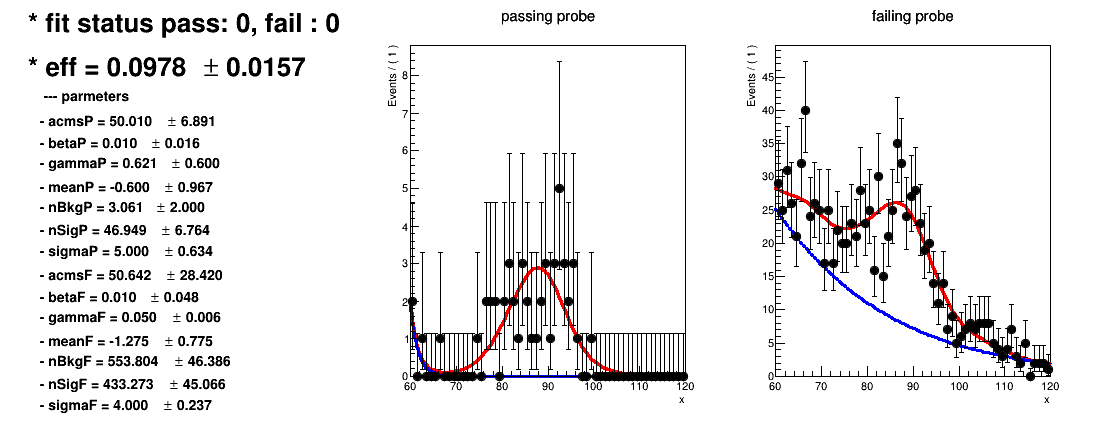 * fit status pass: 0, fail : 0
* eff = 0.0978 ± 0.0157
--- parmeters
- acmsP = 50.010 ± 6.891
- betaP = 0.010 ± 0.016
- gammaP = 0.621 ± 0.600
- meanP = -0.600 ± 0.967
- nBkgP = 3.061 ± 2.000
- nSigP = 46.949 ± 6.764
- sigmaP = 5.000 ± 0.634
- acmsF = 50.642 ± 28.420
- betaF = 0.010 ± 0.048
- gammaF = 0.050 ± 0.006
- meanF = -1.275 ± 0.775
- nBkgF = 553.804 ± 46.386
- nSigF = 433.273 ± 45.066
- sigmaF = 4.000 ± 0.237
passing probe
Events / ( 1 )
8
7
6
5
4
3
2
1
0
60 70 80 90 100 110 120
x
failing probe
Events / ( 1 )
45
40
35
30
25
20
15
10
5
0
60 70 80 90 100 110 120
x